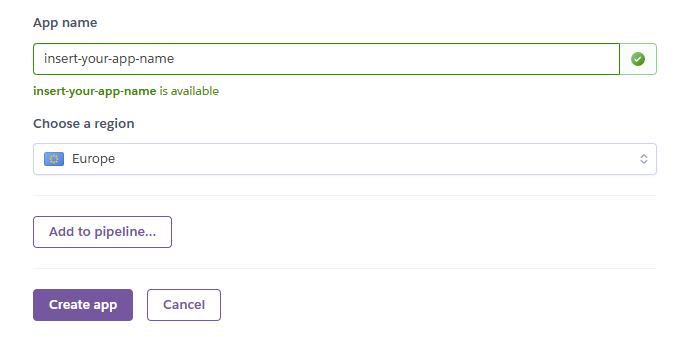 App name
insert-your-app-name
insert-your-app-name is available
Choose a region
Europe
Add to pipeline...
Create app
Cancel